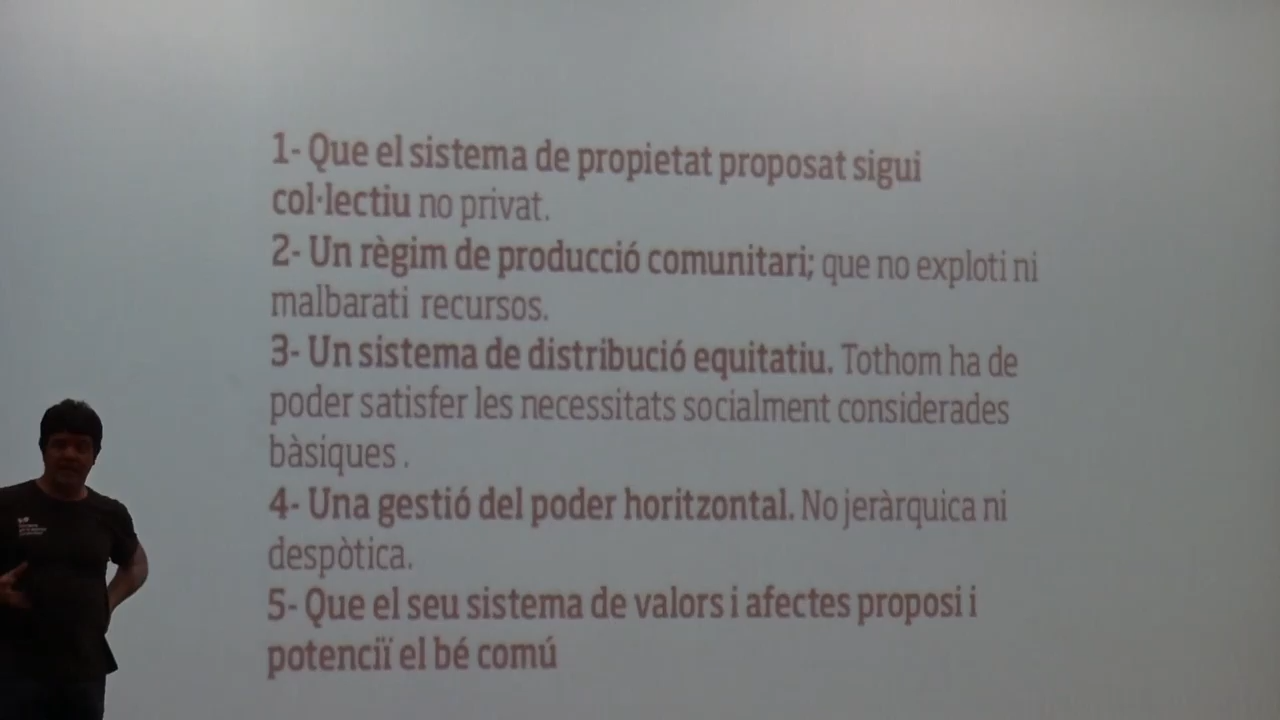 1- Que el sistema de propietat proposat sigui
col·lectiu no privat.
2- Un règim de producció comunitari; que no exploti ni
malbarati recursos.
3- Un sistema de distribució equitatiu. Tothom ha de
poder satisfer les necessitats socialment considerades
bàsiques .
4- Una gestió del poder horitzontal. No jeràrquica ni
despòtica.
5- Que el seu sistema de valors i afectes proposi i
potenciï el bé comú